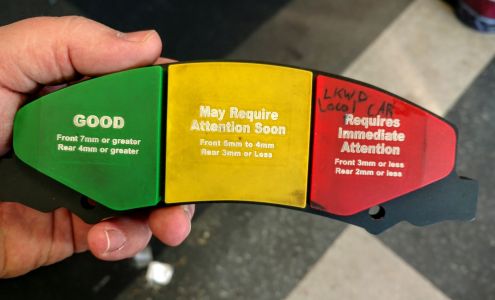 GOOD
Front 7mm or greater
Rear 4mm or greater
May Require
Attention Soon
Front 5mm to 4mm
Rear 3mm or Less
LKWD
Local CAR
Requires
Immediate
Attention
Front 3mm or less
Rear 2mm or less